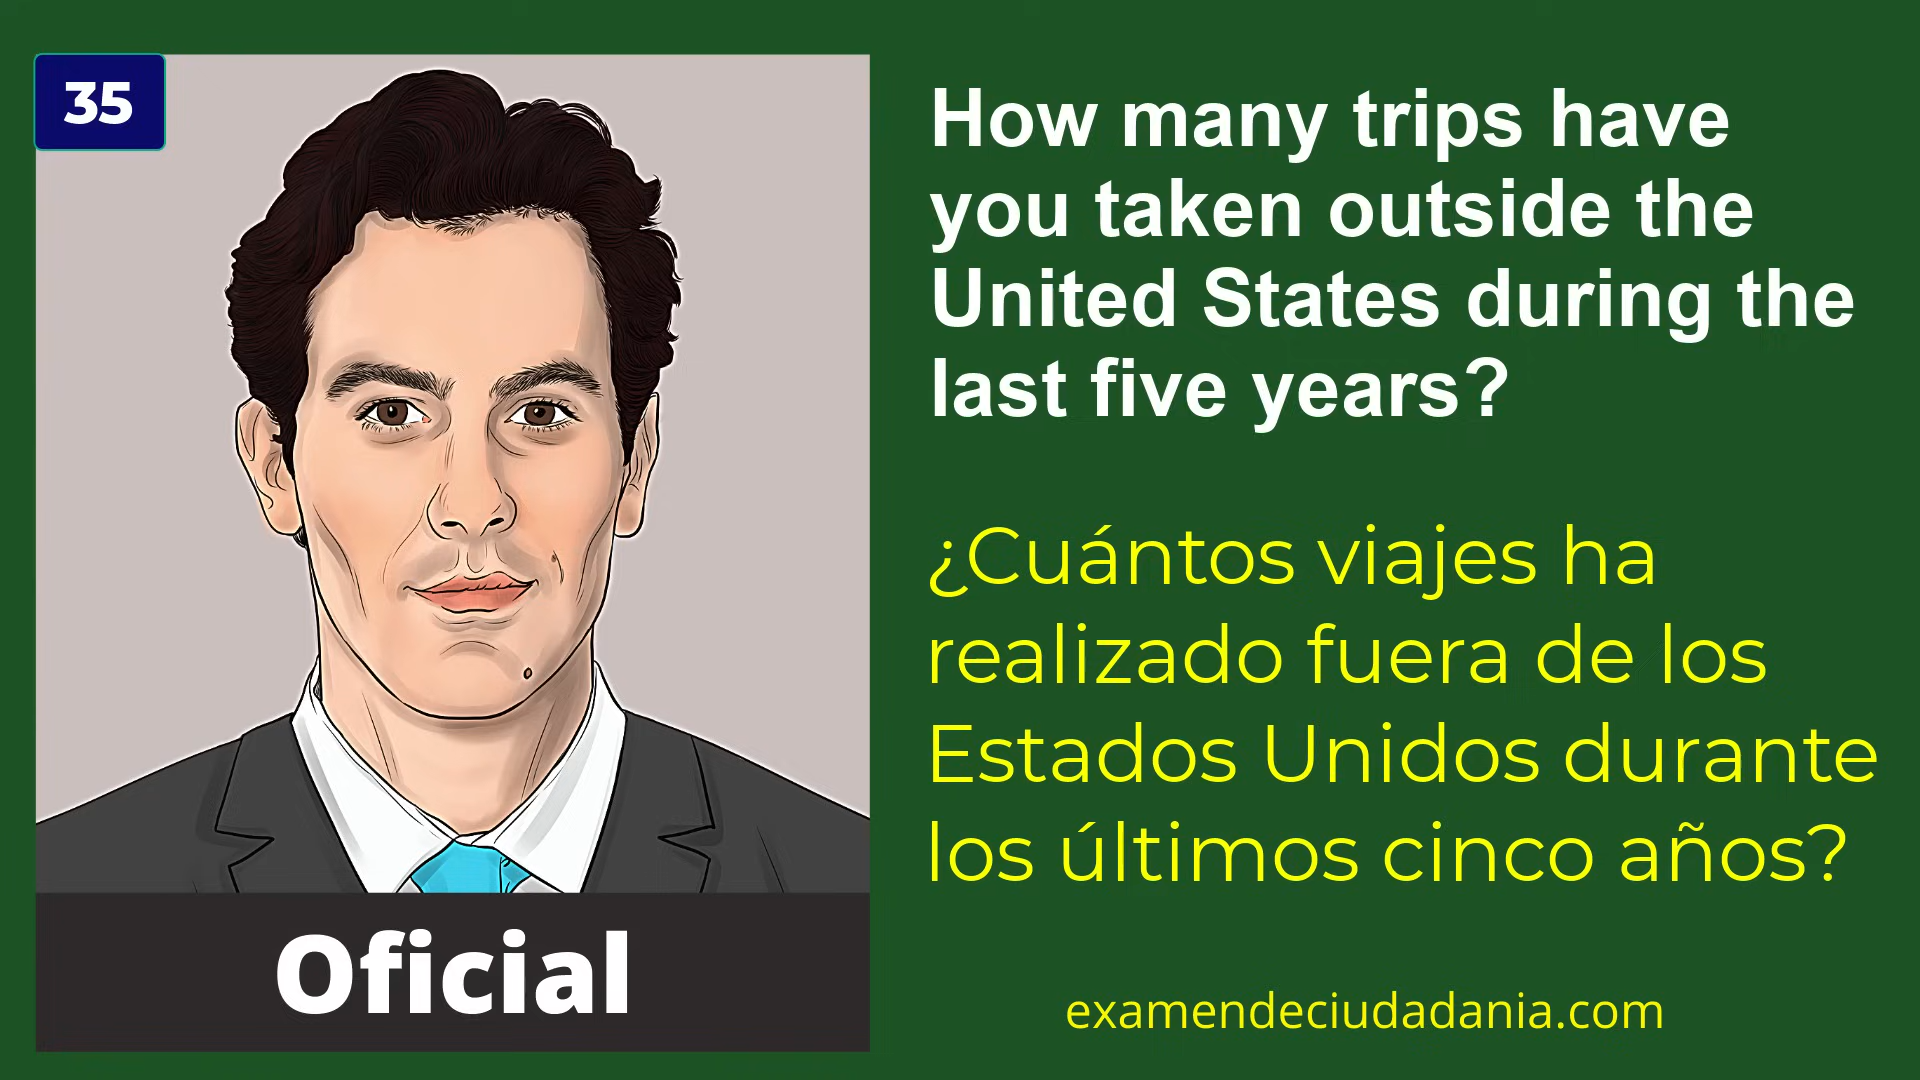 35
How many trips have
you taken outside the
United States during the
last five years?
¿Cuántos viajes ha
realizado fuera de los
Estados Unidos durante
los últimos cinco años?
Oficial
examendeciudadania.com